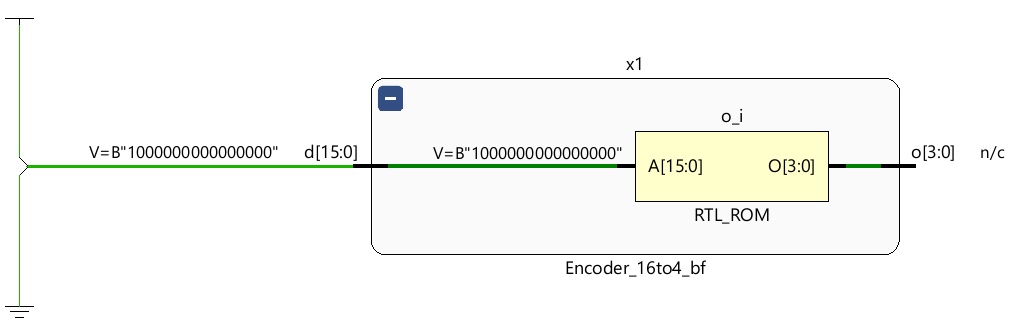 x1
o_i
V=B"1000000000000000"
d[15:0]
V=B"1000000000000000"
A[15:0]
O[3:0]
o[3:0]
n/c
RTL_ROM
Encoder_16to4_bf